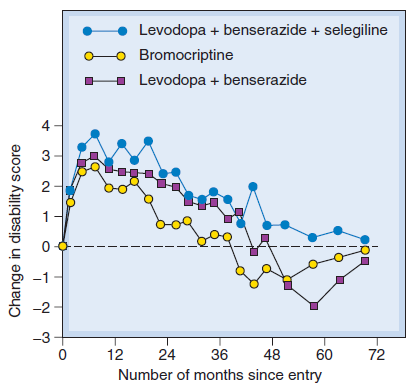 Levodopa + benserazide + selegiline
Bromocriptine
Levodopa + benserazide
Change in disability score
4
3
2
1
0
−1
−2
−3
0 12 24 36 48 60 72
Number of months since entry